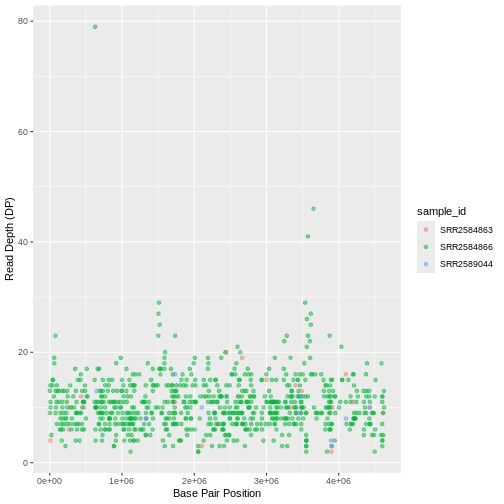 80
60
40
20
0
Read Depth (DP)
0e+00
1e+06
2e+06
3e+06
4e+06
Base Pair Position
sample_id
SRR2584863
SRR2584866
SRR2589044